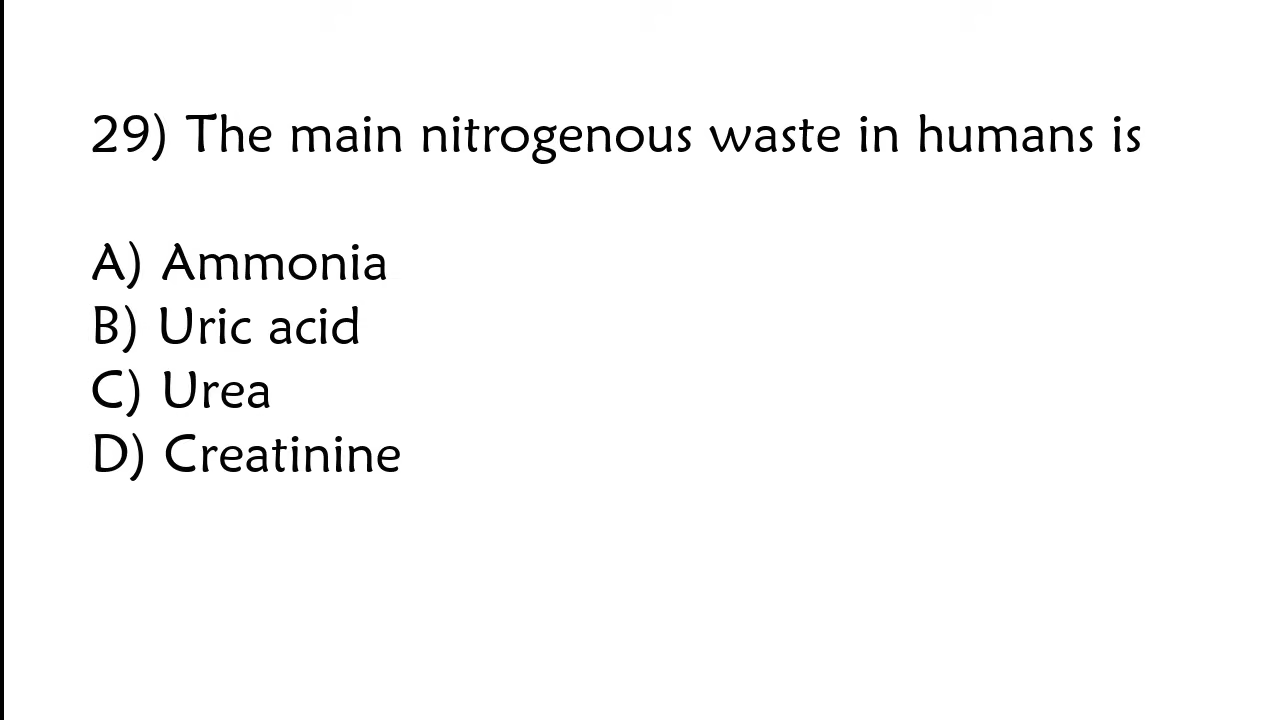 29) The main nitrogenous waste in humans is
A) Ammonia
B) Uric acid
C) Urea
D) Creatinine